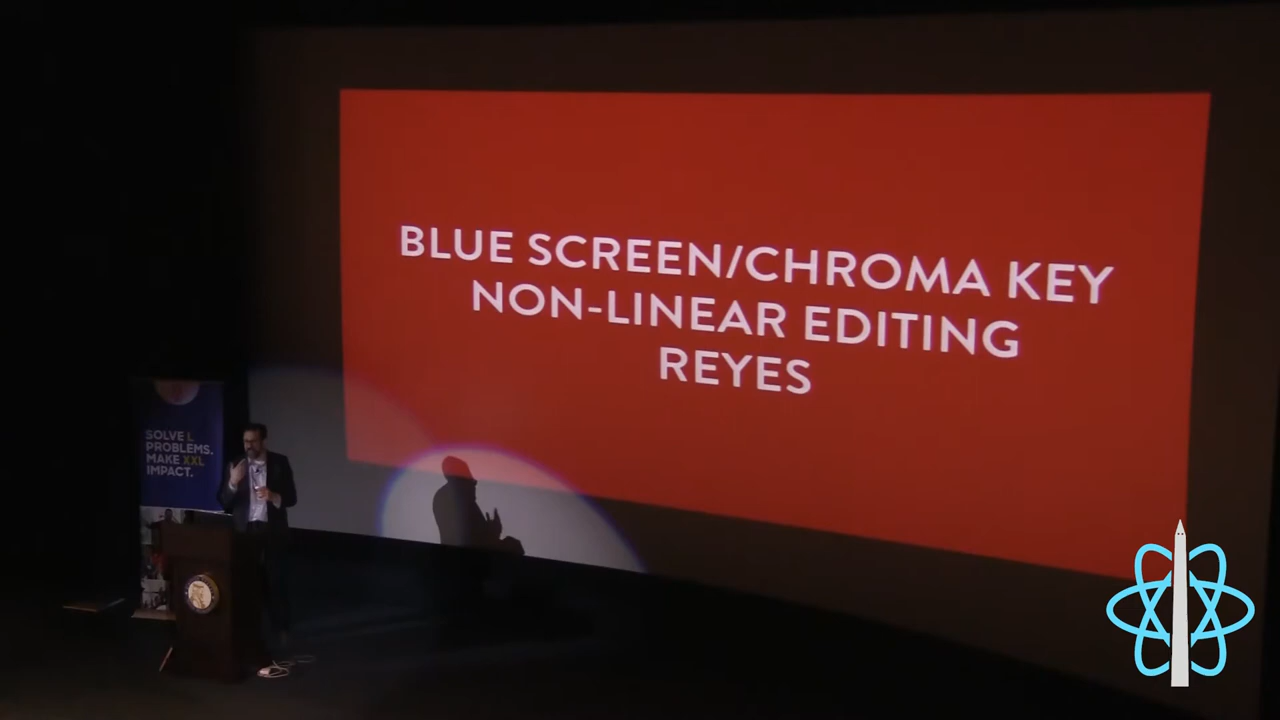 BLUE SCREEN/CHROMA KEY
NON-LINEAR EDITING
REYES
SOLVE L
PROBLEMS.
MAKE XXL
IMPACT.